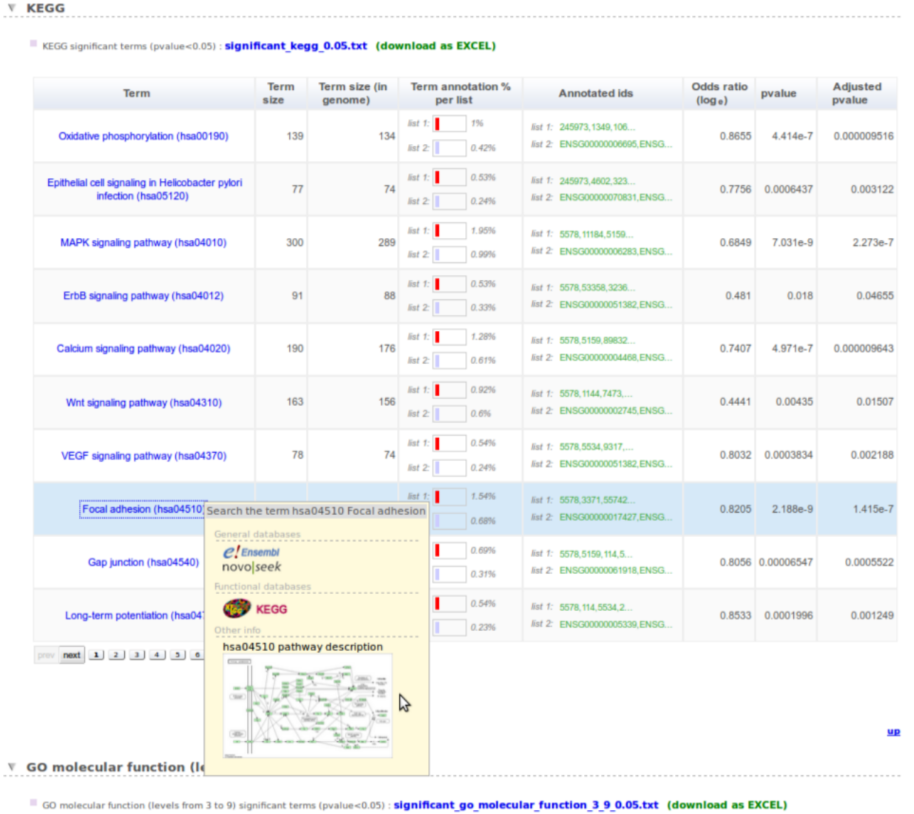 KEGG
KEGG significant terms (pvalue<0.05) : significant_kegg_0.05.txt (download as EXCEL)
Term Term size Term size (in genome) Term annotation % per list Annotated ids Odds ratio (log e) pvalue Adjusted pvalue
Oxidative phosphorylation (hsa00190) 139 134 list 1: 1% list 2: 0.42% list 1: 245973,1349,106... list 2: ENSG00000006695,ENSG... 0.8655 4.414e-7 0.000009516
Epithelial cell signaling in Helicobacter pylori infection (hsa05120) 77 74 list 1: 0.53% list 2: 0.24% list 1: 245973,4602,323... list 2: ENSG00000070831,ENSG... 0.7756 0.0006437 0.003122
MAPK signaling pathway (hsa04010) 300 289 list 1: 1.95% list 2: 0.99% list 1: 5578,11184,5159... list 2: ENSG00000006283,ENSG... 0.6849 7.031e-9 2.273e-7
ErbB signaling pathway (hsa04012) 91 88 list 1: 0.53% list 2: 0.33% list 1: 5578,53358,3236... list 2: ENSG00000051382,ENSG... 0.481 0.018 0.04655
Calcium signaling pathway (hsa04020) 190 176 list 1: 1.28% list 2: 0.61% list 1: 5578,5159,89832... list 2: ENSG00000004468,ENSG... 0.7407 4.971e-7 0.000009643
Wnt signaling pathway (hsa04310) 163 156 list 1: 0.92% list 2: 0.6% list 1: 5578,1144,7473,... list 2: ENSG00000002745,ENSG... 0.4441 0.00435 0.01507
VEGF signaling pathway (hsa04370) 78 74 list 1: 0.54% list 2: 0.24% list 1: 5578,5534,9317,... list 2: ENSG00000051382,ENSG... 0.8032 0.0003834 0.002188
Focal adhesion (hsa04510) list 1: 1.54% 0.68% list 1: 5578,3371,55742... list 2: ENSG00000017427,ENSG... 0.8205 2.188e-9 1.415e-7
Gap junction (hsa04540) 0.69% 0.31% list 1: 5578,5159,114,5... list 2: ENSG00000061918,ENSG... 0.8056 0.00006547 0.0005522
Long-term potentiation (hsa047 0.54% 0.23% list 1: 5578,114,5534,2... list 2: ENSG00000005339,ENSG... 0.8533 0.0001996 0.001249
Search the term hsa04510 Focal adhesion
General databases
e! Ensembl
novo|seek
Functional databases
KEGG
Other info
hsa04510 pathway description
prev next 1 2 3 4 5 6
up
GO molecular function (le
GO molecular function (levels from 3 to 9) significant terms (pvalue<0.05) : significant_go_molecular_function_3_9_0.05.txt (download as EXCEL)